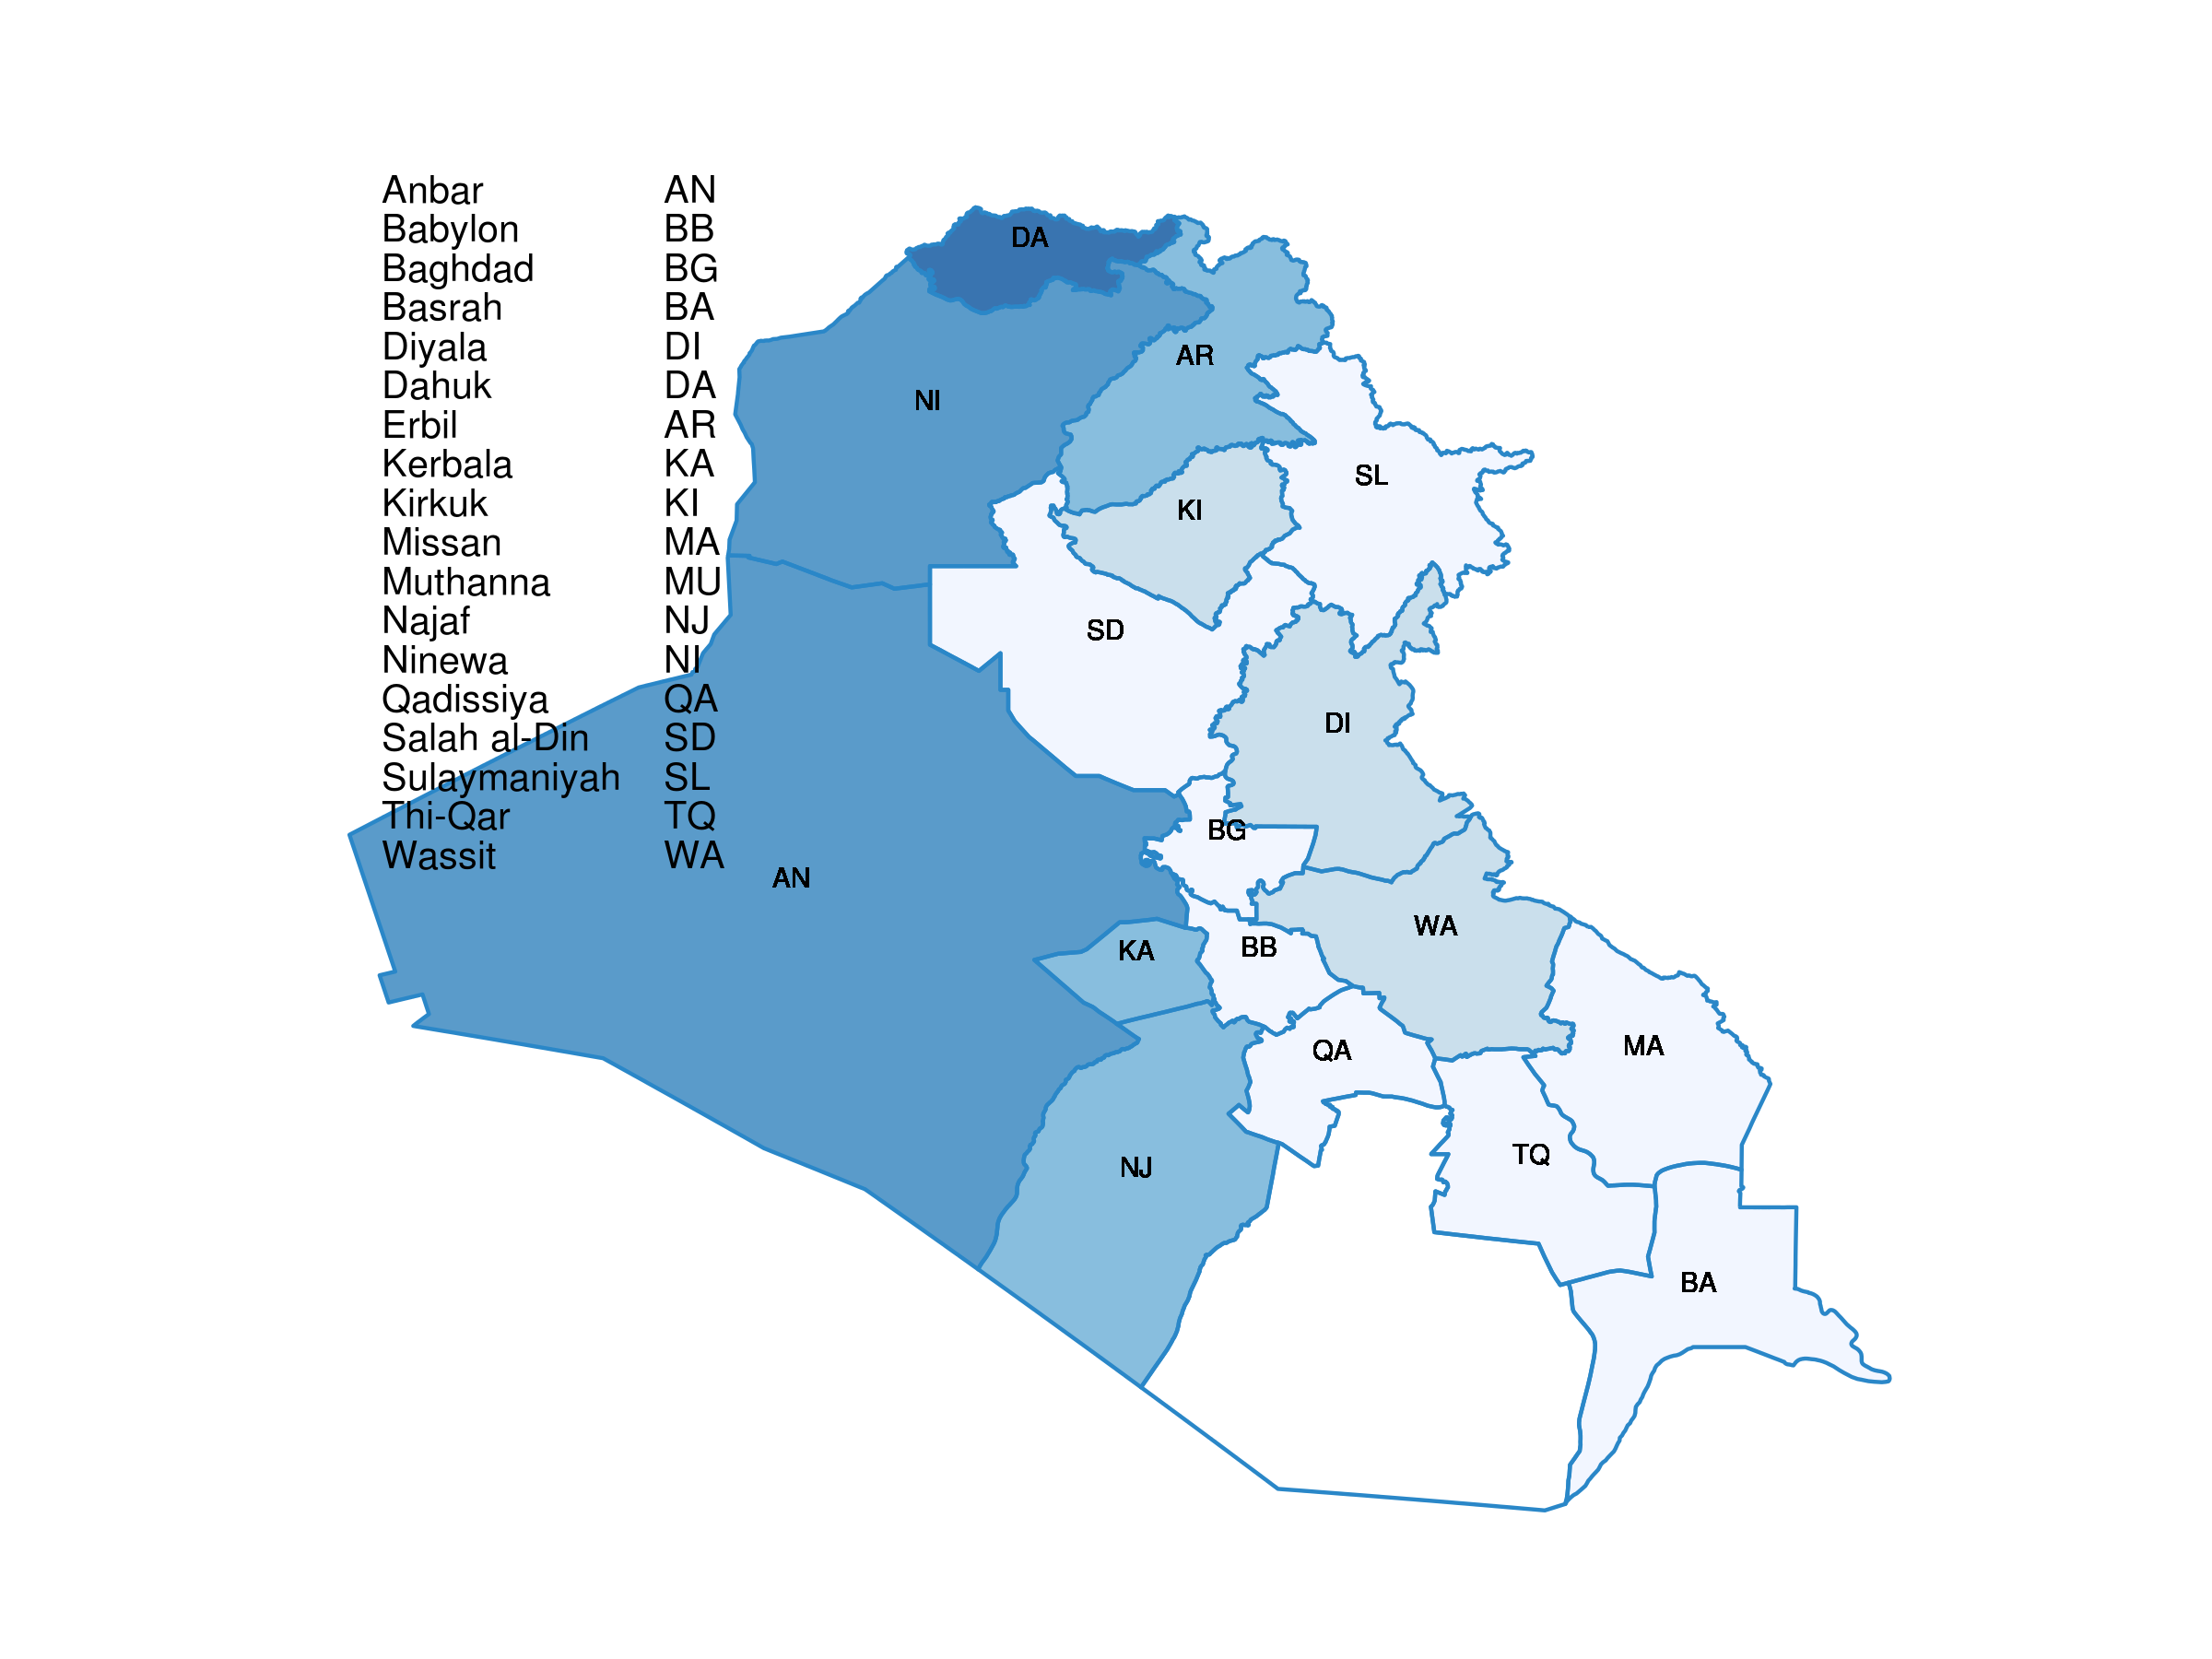 Anbar AN
Babylon BB
Baghdad BG
Basrah BA
Diyala DI
Dahuk DA
Erbil AR
Kerbala KA
Kirkuk KI
Missan MA
Muthanna MU
Najaf NJ
Ninewa NI
Qadissiya QA
Salah al-Din SD
Sulaymaniyah SL
Thi-Qar TQ
Wassit WA
DA
AR
NI
SL
KI
SD
DI
BG
AN
WA
BB
KA
MA
QA
TQ
NJ
BA